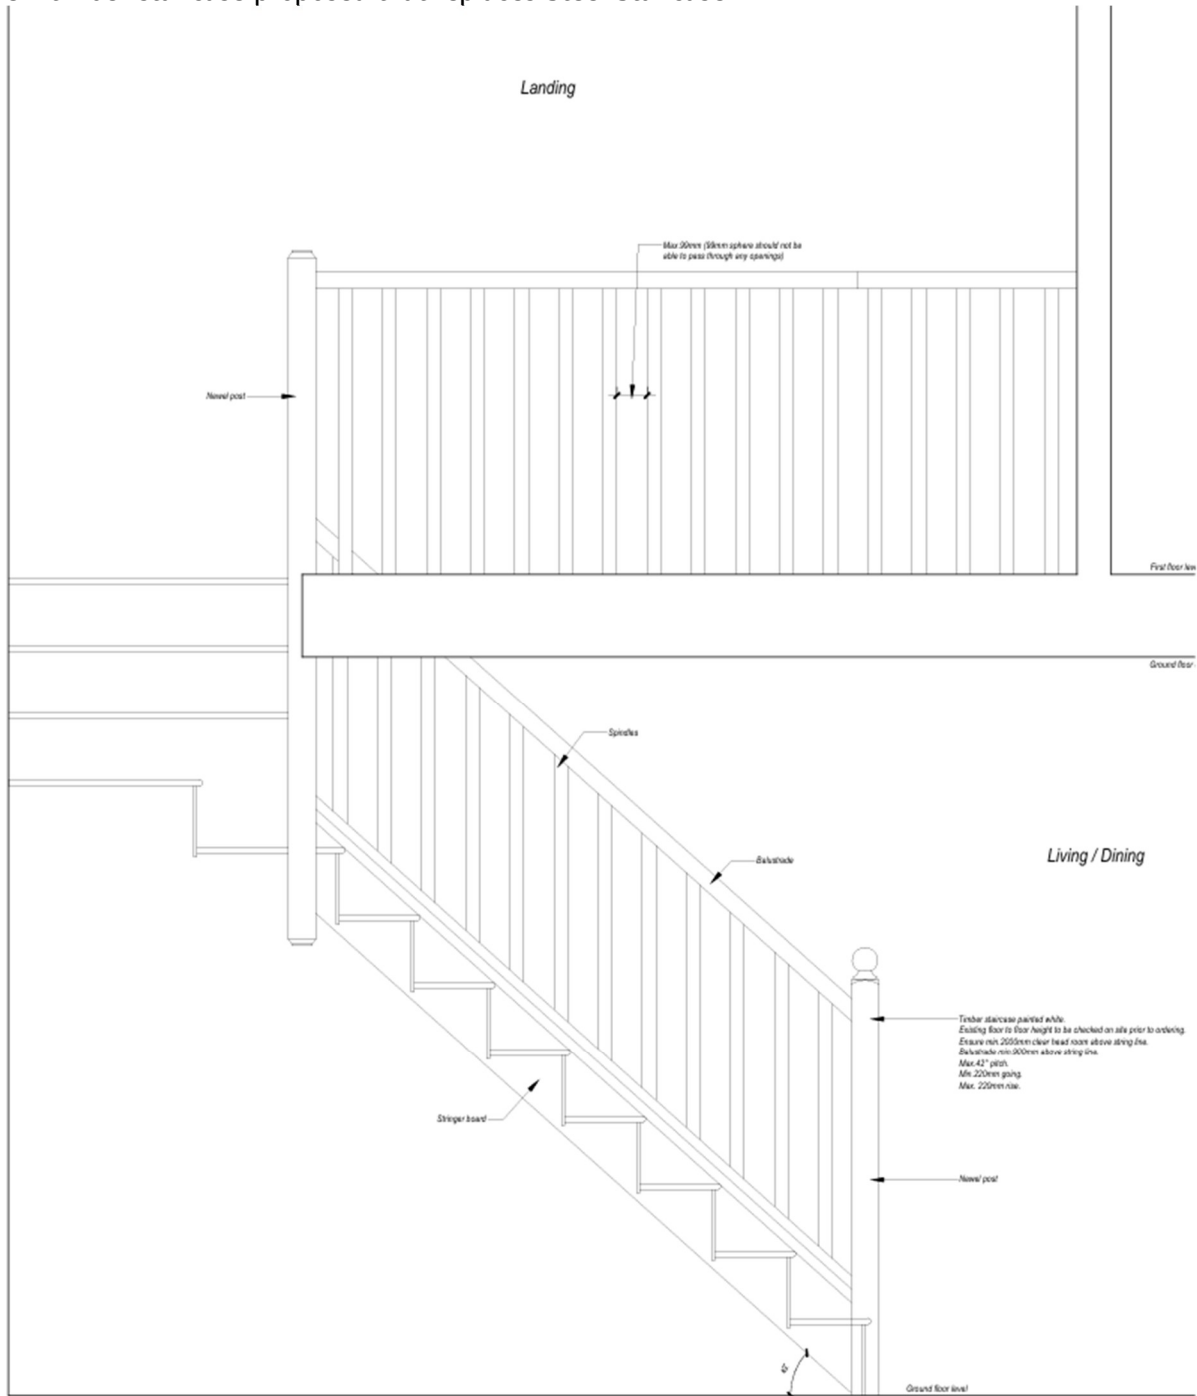 Landing
Max.99mm (99mm sphere should not be
able to pass through any openings)
Newel post
First floor lev
Ground floor
Spindles
Balustrade
Living / Dining
Timber staircase painted white.
Existing floor to floor height to be checked on site prior to ordering.
Ensure min.2000mm clear head room above string line.
Balustrade min.900mm above string line.
Max.42° pitch.
Min.220mm going.
Max. 220mm rise.
Stringer board
Newel post
Ground floor level